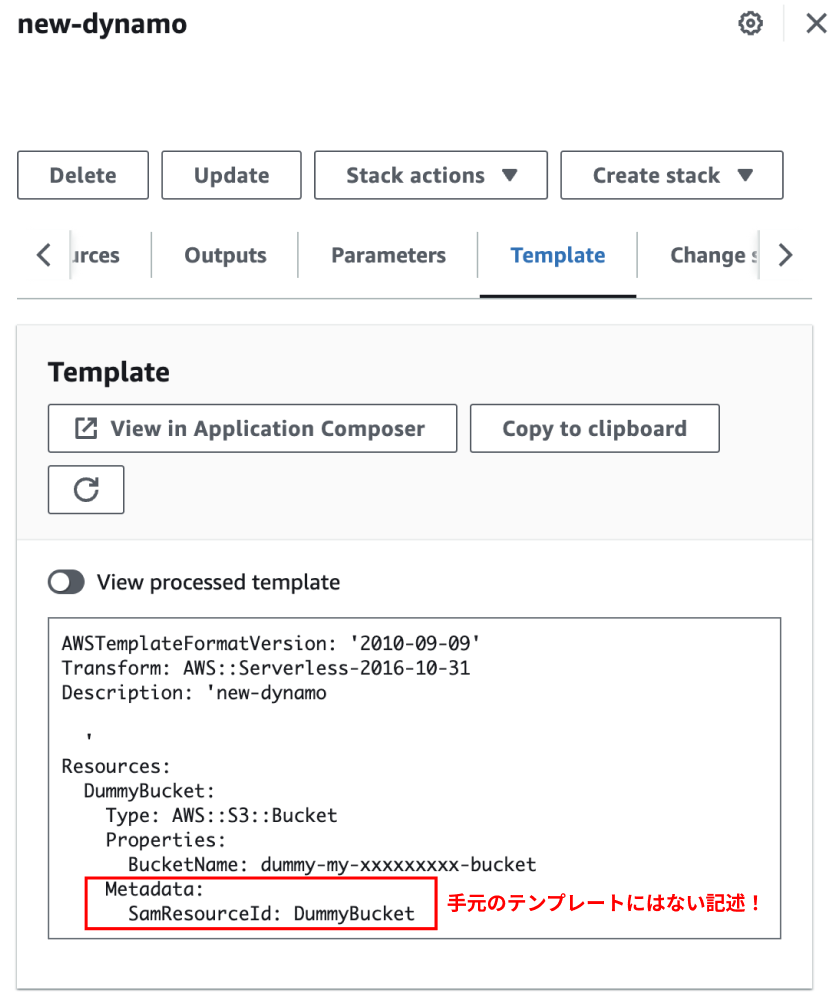 new-dynamo
Delete
Update
Stack actions
Create stack
urces
Outputs
Parameters
Template
Change s
Template
View in Application Composer
Copy to clipboard
View processed template
AWSTemplateFormatVersion: '2010-09-09'
Transform: AWS::Serverless-2016-10-31
Description: 'new-dynamo
'
Resources:
DummyBucket:
Type: AWS::S3::Bucket
Properties:
BucketName: dummy-my-xxxxxxxxx-bucket
Metadata:
SamResourceId: DummyBucket
手元のテンプレートにはない記述！